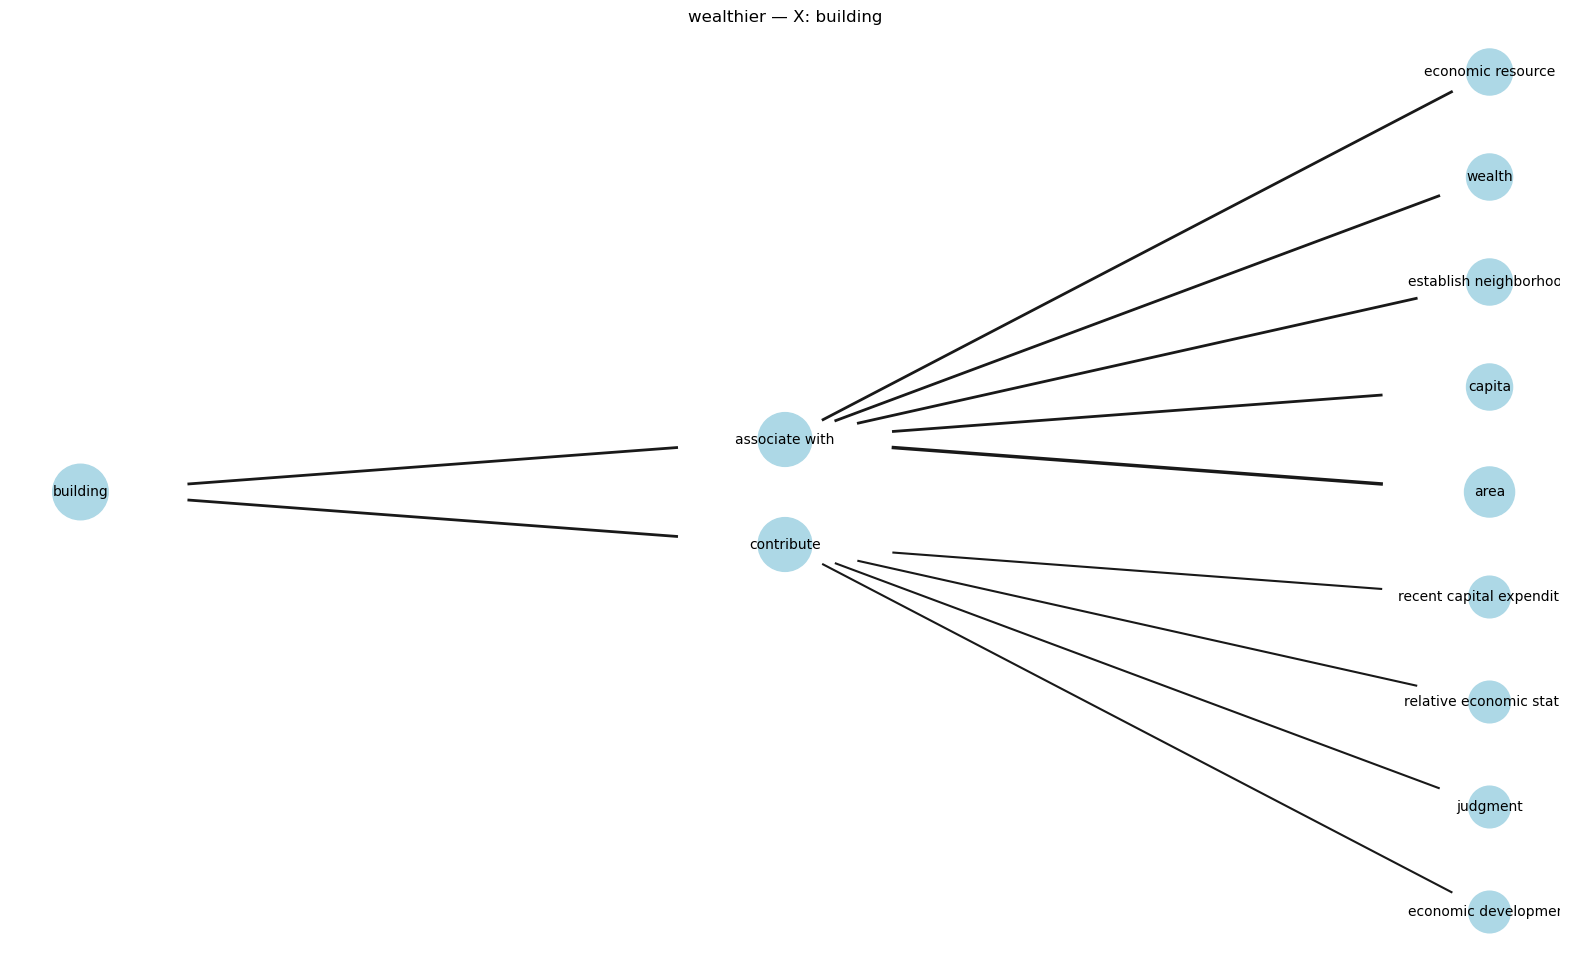 wealthier — X: building
economic resource
wealth
establish neighborhoo
capita
associate with
area
building
contribute
recent capital expendit
relative economic stat
judgment
economic developmen